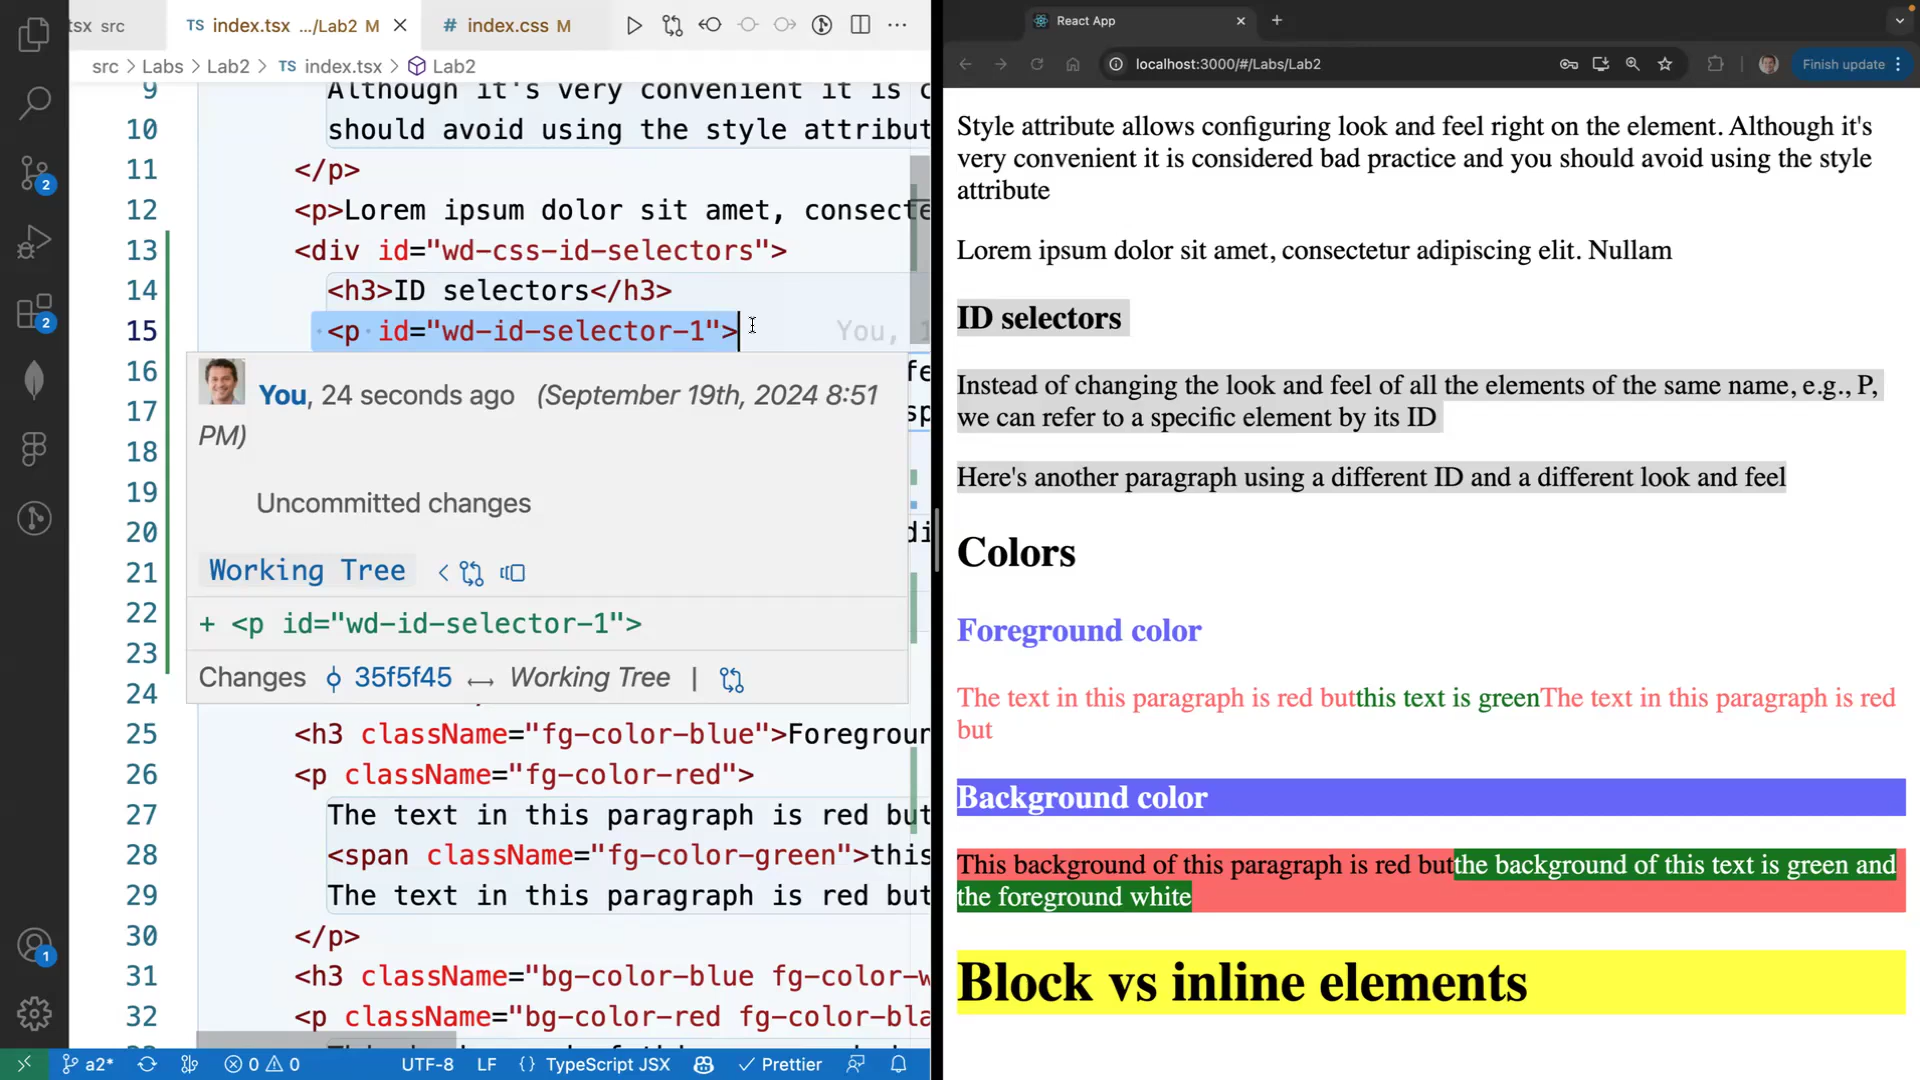 tsx src
TS index.tsx .../Lab2 M
# index.css M
src > Labs > Lab2 > TS index.tsx > Lab2
9 Although it's very convenient it is c
10 should avoid using the style attribut
11 </p>
12 <p>Lorem ipsum dolor sit amet, consecte
13 <div id="wd-css-id-selectors">
14 <h3>ID selectors</h3>
15 <p id="wd-id-selector-1"> You, 1
16 fe
17 sp
18
19
20 di
21
22
23
24
You, 24 seconds ago (September 19th, 2024 8:51
PM)
Uncommitted changes
Working Tree
+ <p id="wd-id-selector-1">
Changes 35f5f45 ↔ Working Tree |
25 <h3 className="fg-color-blue">Foregroun
26 <p className="fg-color-red">
27 The text in this paragraph is red but
28 <span className="fg-color-green">this
29 The text in this paragraph is red but
30 </p>
31 <h3 className="bg-color-blue fg-color-w
32 <p className="bg-color-red fg-color-bla
2
2
1
a2* 0 0 UTF-8 LF {} TypeScript JSX Prettier
React App
localhost:3000/#/Labs/Lab2
Finish update
Style attribute allows configuring look and feel right on the element. Although it's
very convenient it is considered bad practice and you should avoid using the style
attribute
Lorem ipsum dolor sit amet, consectetur adipiscing elit. Nullam
ID selectors
Instead of changing the look and feel of all the elements of the same name, e.g., P,
we can refer to a specific element by its ID
Here's another paragraph using a different ID and a different look and feel
Colors
Foreground color
The text in this paragraph is red butthis text is greenThe text in this paragraph is red
but
Background color
This background of this paragraph is red butthe background of this text is green and
the foreground white
Block vs inline elements